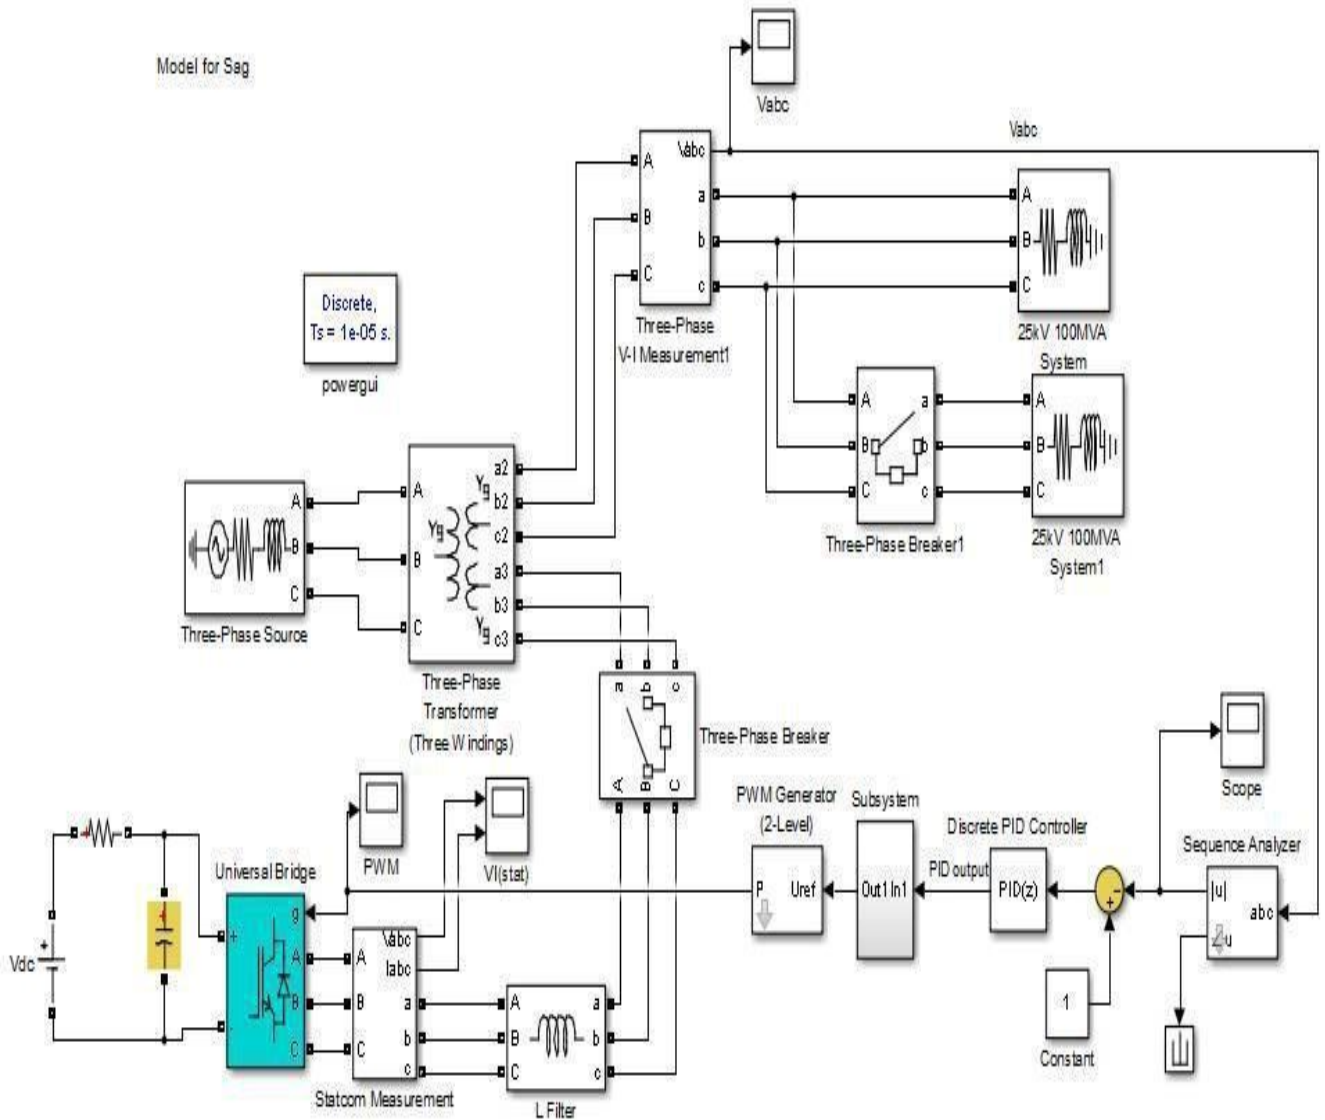 Model for Sag
Vabc
Vabc
A
B
C
Vabc
a
b
c
Three-Phase
V-I Measurement1
A
B
C
25kV 100MVA
System
Discrete,
Ts = 1e-05 s.
powergui
A
B
C
a
b
c
Three-Phase Breaker1
A
B
C
25kV 100MVA
System1
A
B
C
Three-Phase Source
A
B
C
Yg
Yg
Yg
a2
b2
c2
a3
b3
c3
Three-Phase
Transformer
(Three Windings)
a b c
A B C
Three-Phase Breaker
Scope
PWM
VI(stat)
PWM Generator
(2-Level)
P Uref
Subsystem
Out1 In1
Discrete PID Controller
PID output
PID(z)
-
+
Sequence Analyzer
|u|
∠u
abc
1
Constant
Vdc
+
+
+
Universal Bridge
g
+
-
A
B
C
Vabc
Iabc
A
B
C
a
b
c
Statcom Measurement
A
B
C
a
b
c
L Filter